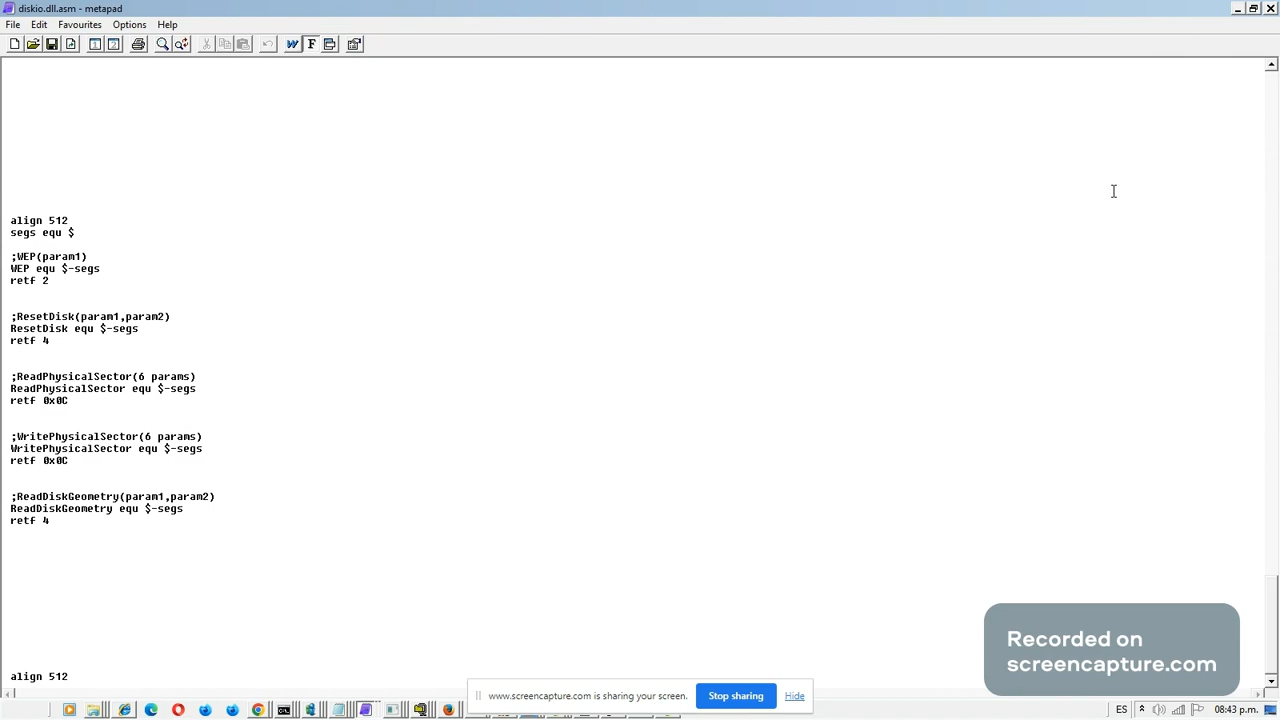 diskio.dll.asm - metapad
File Edit Favourites Options Help
align 512
segs equ $
;WEP(param1)
WEP equ $-segs
retf 2
;ResetDisk(param1,param2)
ResetDisk equ $-segs
retf 4
;ReadPhysicalSector(6 params)
ReadPhysicalSector equ $-segs
retf 0x0C
;WritePhysicalSector(6 params)
WritePhysicalSector equ $-segs
retf 0x0C
;ReadDiskGeometry(param1,param2)
ReadDiskGeometry equ $-segs
retf 4
Recorded on
screencapture.com
align 512
www.screencapture.com is sharing your screen. Stop sharing Hide
ES 08:43 p.m.